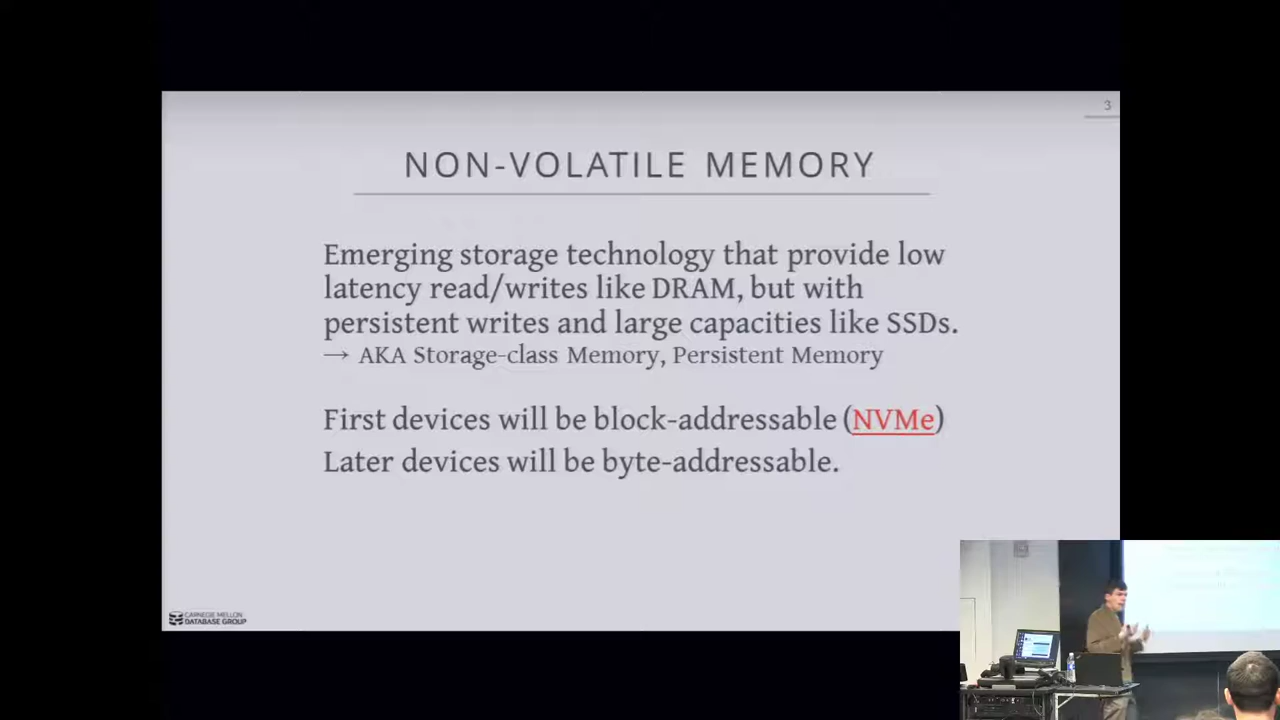 3
NON-VOLATILE MEMORY
Emerging storage technology that provide low
latency read/writes like DRAM, but with
persistent writes and large capacities like SSDs.
→ AKA Storage-class Memory, Persistent Memory
First devices will be block-addressable (NVMe)
Later devices will be byte-addressable.
CARNEGIE MELLON
DATABASE GROUP